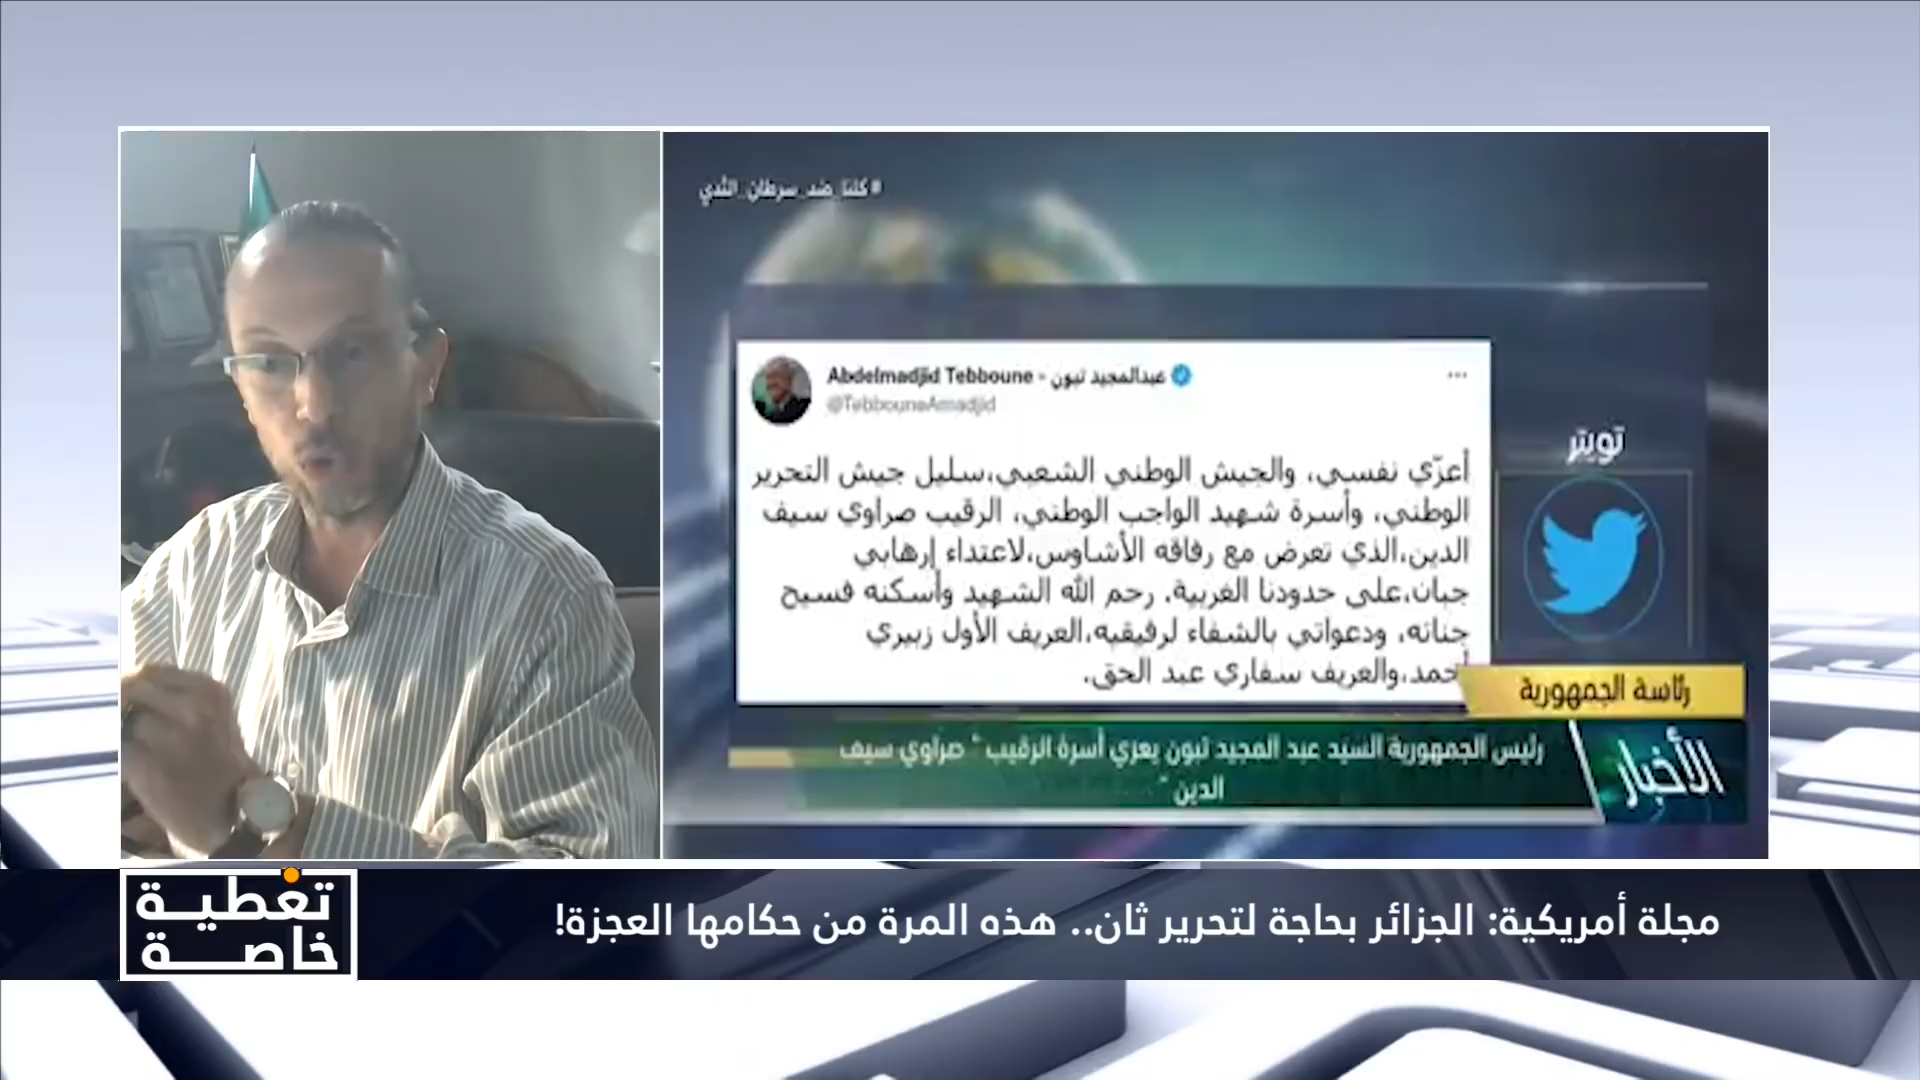 #كلنا_ضد_سرطان_الثدي
Abdelmadjid Tebboune - عبدالمجيد تبون
@TebbouneAmadjid
أعزّي نفسي، والجيش الوطني الشعبي،سليل جيش التحرير
الوطني، وأسرة شهيد الواجب الوطني، الرقيب صراوي سيف
الدين،الذي تعرض مع رفاقه الأشاوس،لاعتداء إرهابي
جبان،على حدودنا الغربية. رحم الله الشهيد وأسكنه فسيح
جنانه، ودعواتي بالشفاء لرفيقيه،العريف الأول زبيري
أحمد،والعريف سفاري عبد الحق.
تويتر
رئاسة الجمهورية
الأخبار
رئيس الجمهورية السيد عبد المجيد تبون يعزي أسرة الرقيب " صراوي سيف
الدين "
مجلة أمريكية: الجزائر بحاجة لتحرير ثان.. هذه المرة من حكامها العجزة!
تغطية
خاصة